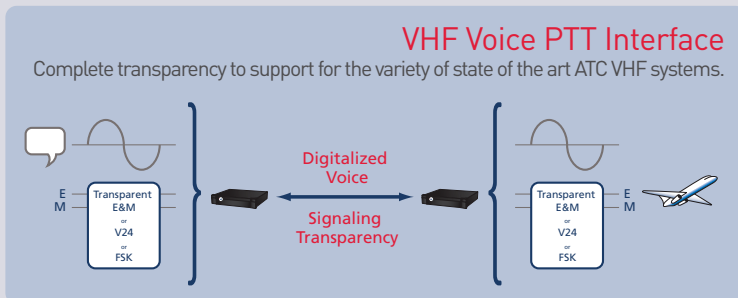 VHF Voice PTT Interface
Complete transparency to support for the variety of state of the art ATC VHF systems.
E
M
Transparent
E&M
or
V24
or
FSK
Digitalized
Voice
Signaling
Transparency
Transparent
E&M
or
V24
or
FSK
E
M